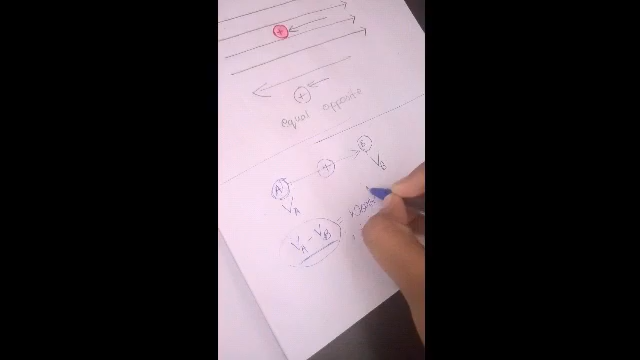 +
+
equal opposite
A + B
V_A V_B
V_A - V_B =